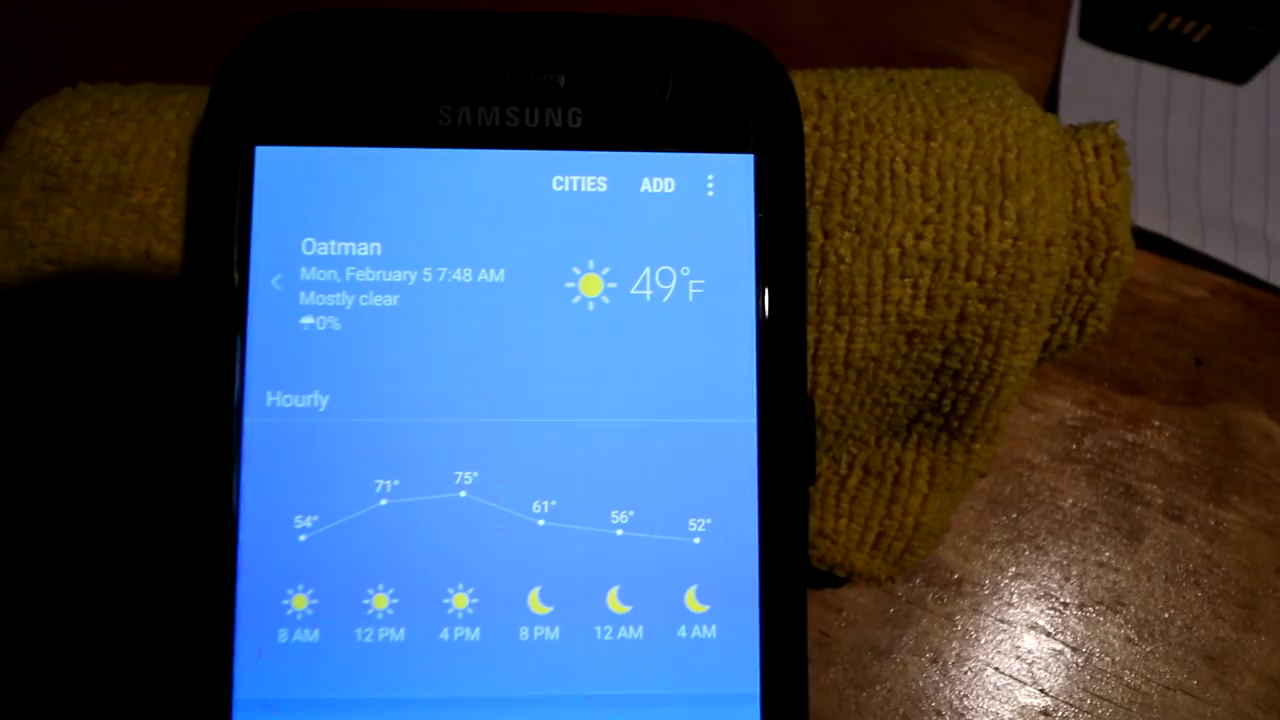 SAMSUNG
CITIES ADD
Oatman
Mon, February 5 7:48 AM
Mostly clear
0%
49°F
Hourly
54° 71° 75° 61° 56° 52°
8 AM 12 PM 4 PM 8 PM 12 AM 4 AM